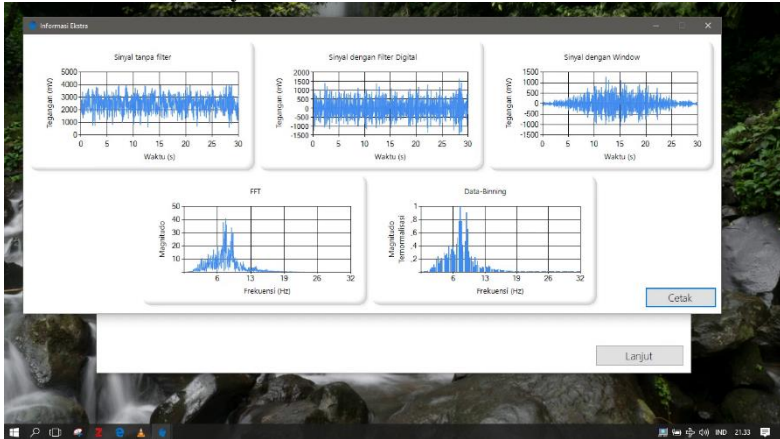 Informasi Ekstra
Sinyal tanpa filter
Tegangan (mV)
5000
4000
3000
2000
1000
0
0 5 10 15 20 25 30
Waktu (s)
Sinyal dengan Filter Digital
Tegangan (mV)
2000
1500
1000
500
0
-500
-1000
-1500
0 5 10 15 20 25 30
Waktu (s)
Sinyal dengan Window
Tegangan (mV)
1500
1000
500
0
-500
-1000
-1500
0 5 10 15 20 25 30
Waktu (s)
FFT
Magnitudo
50
40
30
20
10
6 13 19 26 32
Frekuensi (Hz)
Data-Binning
Magnitudo
Ternormalisasi
1
.8
.6
.4
.2
6 13 19 26 32
Frekuensi (Hz)
Cetak
Lanjut
IND 21.33